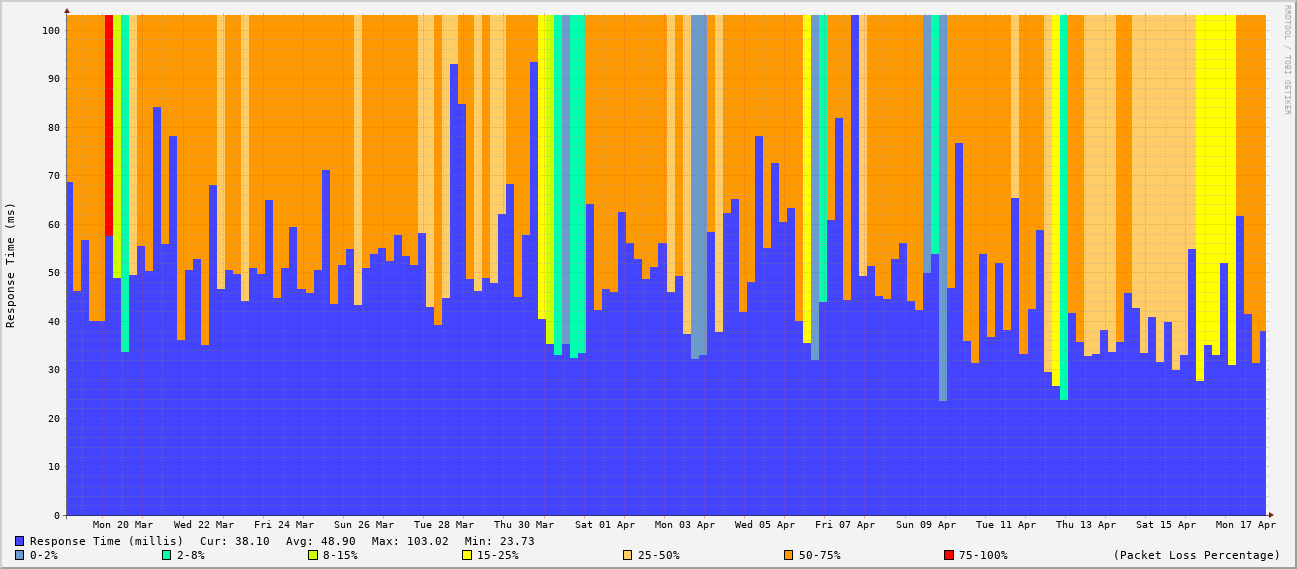 RRDTOOL / TOBI OETIKER
Response Time (ms)
100
90
80
70
60
50
40
30
20
10
0
Mon 20 Mar Wed 22 Mar Fri 24 Mar Sun 26 Mar Tue 28 Mar Thu 30 Mar Sat 01 Apr Mon 03 Apr Wed 05 Apr Fri 07 Apr Sun 09 Apr Tue 11 Apr Thu 13 Apr Sat 15 Apr Mon 17 Apr
Response Time (millis) Cur: 38.10 Avg: 48.90 Max: 103.02 Min: 23.73
0-2% 2-8% 8-15% 15-25% 25-50% 50-75% 75-100% (Packet Loss Percentage)